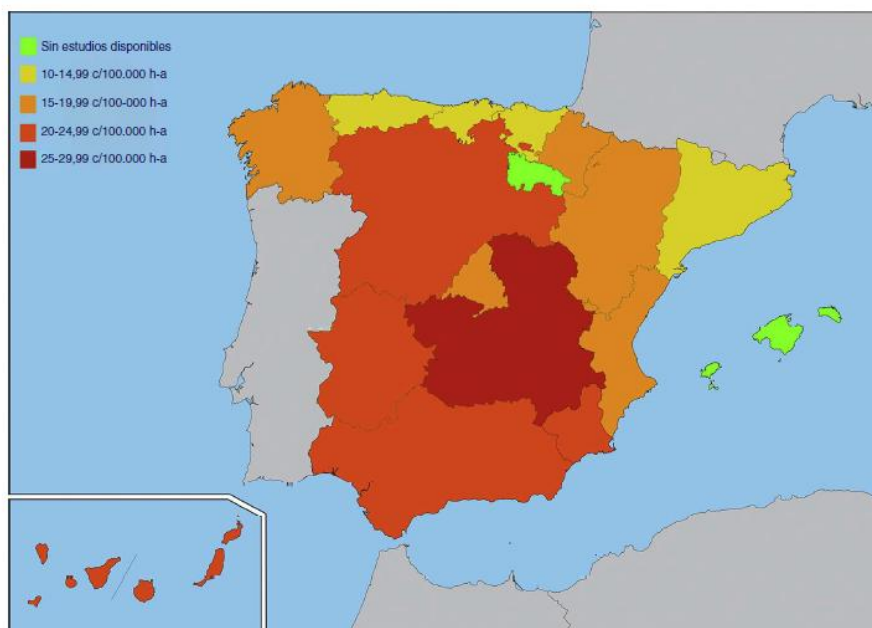 Sin estudios disponibles
10-14,99 c/100.000 h-a
15-19,99 c/100-000 h-a
20-24,99 c/100.000 h-a
25-29,99 c/100.000 h-a